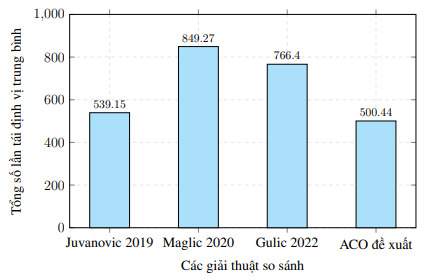 Tổng số lần tái định vị trung bình
1,000
800
600
400
200
0
539.15
849.27
766.4
500.44
Juvanovic 2019
Maglic 2020
Gulic 2022
ACO đề xuất
Các giải thuật so sánh